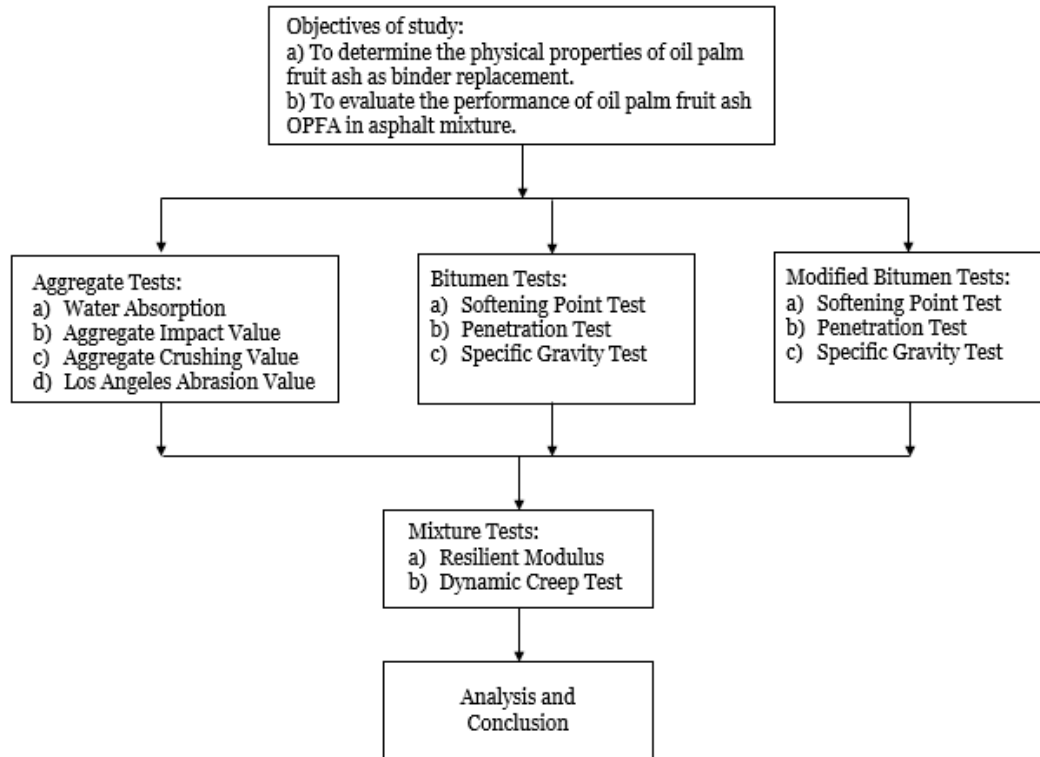 Objectives of study:
a) To determine the physical properties of oil palm
fruit ash as binder replacement.
b) To evaluate the performance of oil palm fruit ash
OPFA in asphalt mixture.
Aggregate Tests:
a) Water Absorption
b) Aggregate Impact Value
c) Aggregate Crushing Value
d) Los Angeles Abrasion Value
Bitumen Tests:
a) Softening Point Test
b) Penetration Test
c) Specific Gravity Test
Modified Bitumen Tests:
a) Softening Point Test
b) Penetration Test
c) Specific Gravity Test
Mixture Tests:
a) Resilient Modulus
b) Dynamic Creep Test
Analysis and
Conclusion